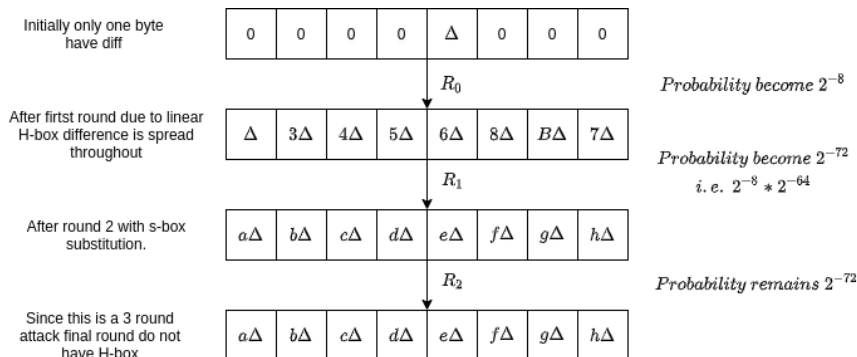 Initially only one byte
have diff
0 0 0 0 Δ 0 0 0
R₀
Probability become 2⁻⁸
After firtst round due to linear
H-box difference is spread
throughout
Δ 3Δ 4Δ 5Δ 6Δ 8Δ BΔ 7Δ
R₁
Probability become 2⁻⁷²
i.e. 2⁻⁸ * 2⁻⁶⁴
After round 2 with s-box
substitution.
aΔ bΔ cΔ dΔ eΔ fΔ gΔ hΔ
R₂
Probability remains 2⁻⁷²
Since this is a 3 round
attack final round do not
have H-box
aΔ bΔ cΔ dΔ eΔ fΔ gΔ hΔ